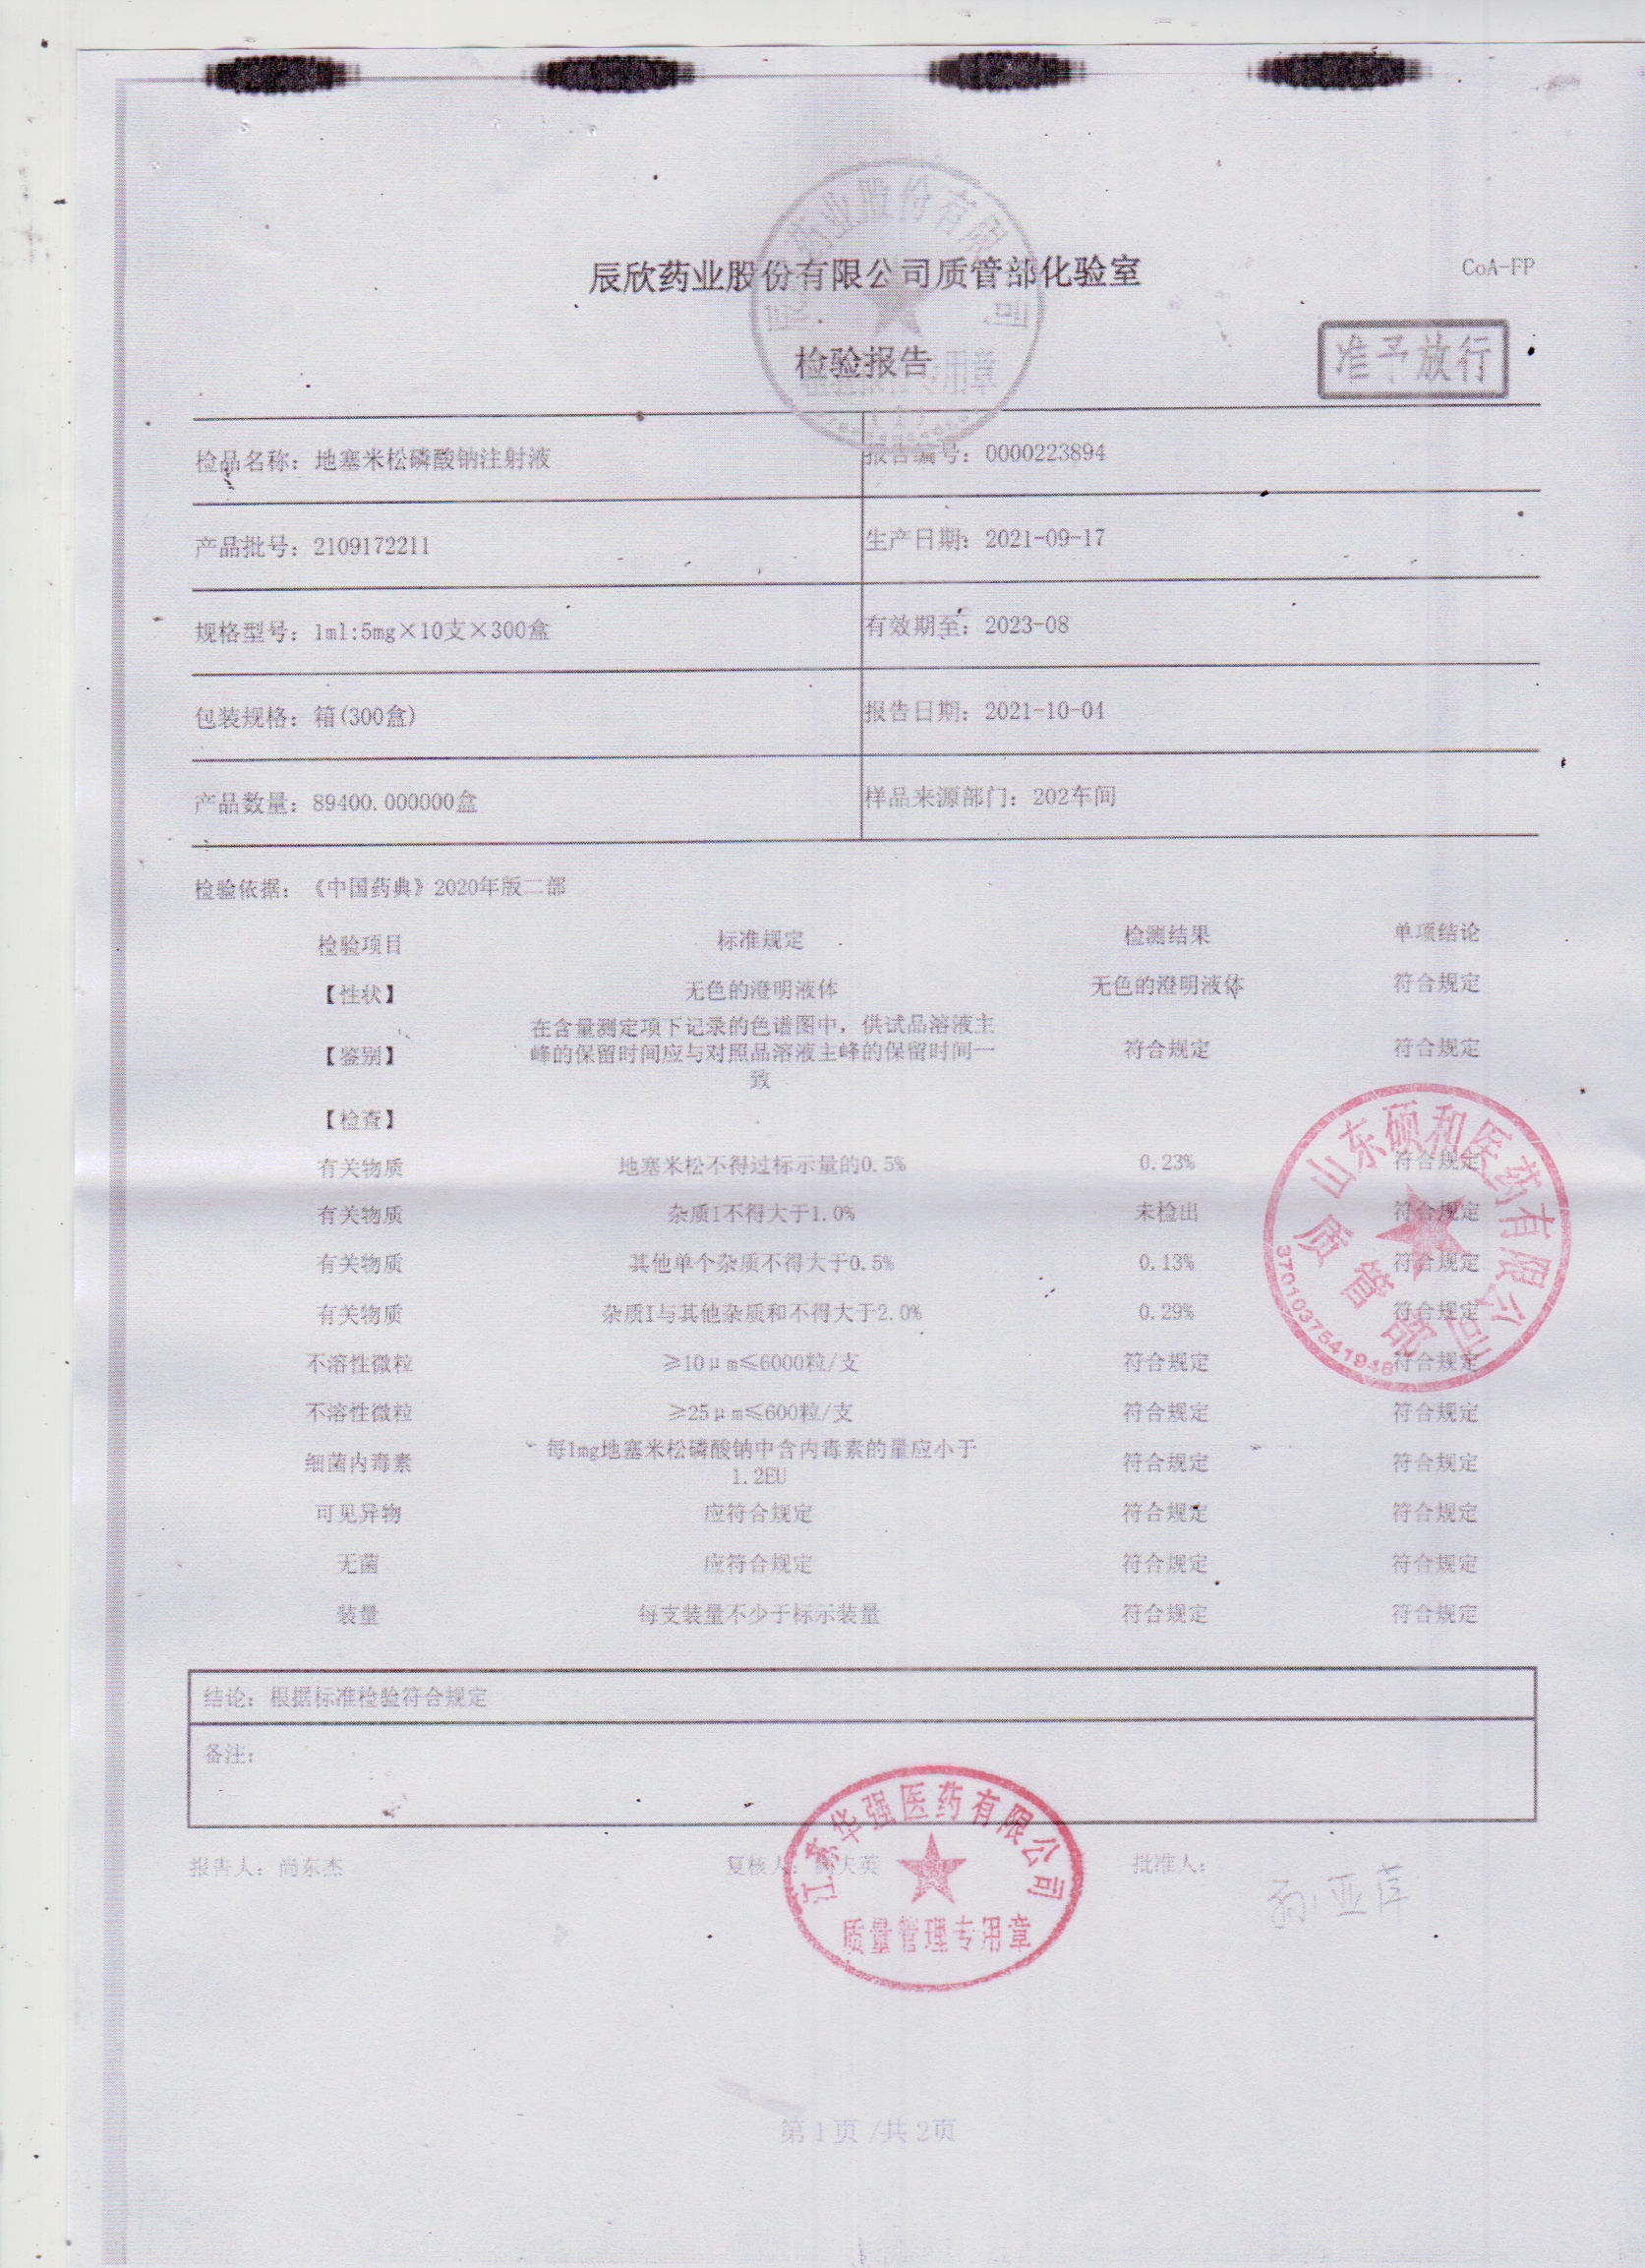 辰欣药业股份有限公司质管部化验室
CoA-FP
检验报告
专用章
准予放行
检品名称：地塞米松磷酸钠注射液 报告编号：0000223894
产品批号：2109172211 生产日期：2021-09-17
规格型号：1ml:5mg×10支×300盒 有效期至：2023-08
包装规格：箱(300盒) 报告日期：2021-10-04
产品数量：89400.000000盒 样品来源部门：202车间
检验依据：《中国药典》2020年版二部
检验项目 标准规定 检测结果 单项结论
【性状】 无色的澄明液体 无色的澄明液体 符合规定
在含量测定项下记录的色谱图中，供试品溶液主
【鉴别】 峰的保留时间应与对照品溶液主峰的保留时间一 符合规定 符合规定
致
【检查】
有关物质 地塞米松不得过标示量的0.5% 0.23% 符合规定
有关物质 杂质I不得大于1.0% 未检出 符合规定
有关物质 其他单个杂质不得大于0.5% 0.13% 符合规定
有关物质 杂质I与其他杂质和不得大于2.0% 0.29% 符合规定
不溶性微粒 ≥10μm≤6000粒/支 符合规定 符合规定
不溶性微粒 ≥25μm≤600粒/支 符合规定 符合规定
每1mg地塞米松磷酸钠中含内毒素的量应小于
细菌内毒素 1.2EU 符合规定 符合规定
可见异物 应符合规定 符合规定 符合规定
无菌 应符合规定 符合规定 符合规定
装量 每支装量不少于标示装量 符合规定 符合规定
山东硕和医药有限公司
质管部
3701037541946
结论：根据标准检验符合规定
备注：
报告人：尚东杰 复核人： 批准人：
江苏华强医药有限公司
质量管理专用章
第1页 /共2页